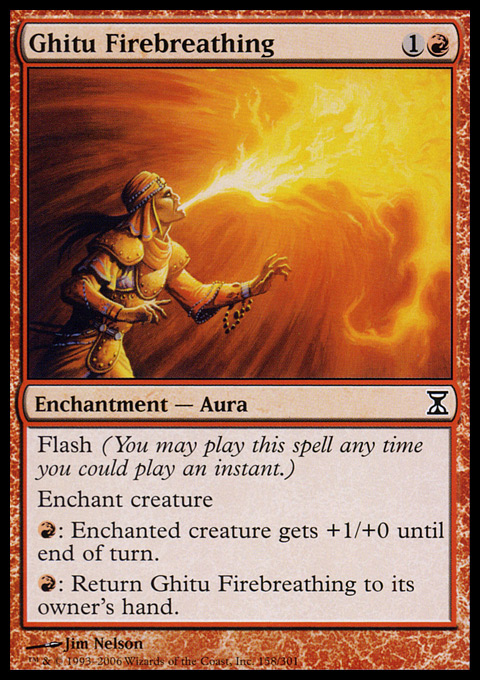 Ghitu Firebreathing 1
Enchantment — Aura
Flash (You may play this spell any time
you could play an instant.)
Enchant creature
: Enchanted creature gets +1/+0 until
end of turn.
: Return Ghitu Firebreathing to its
owner's hand.
Jim Nelson
™ & © 1993–2006 Wizards of the Coast, Inc. 158/301